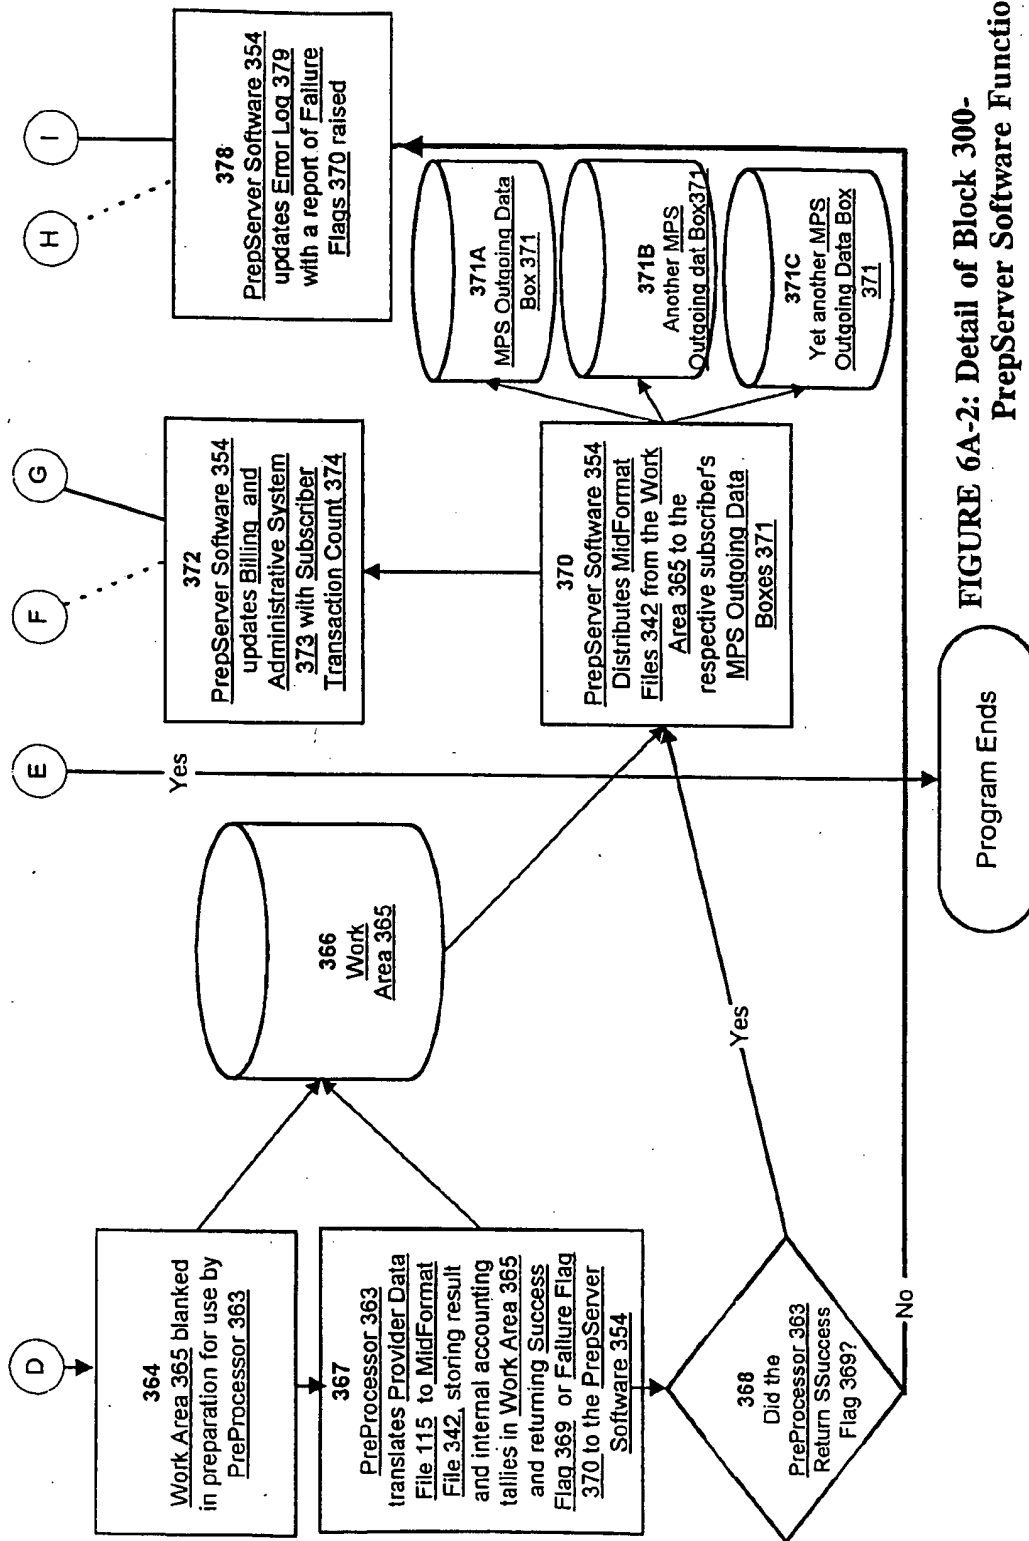 D
364
Work Area 365 blanked
in preparation for use by
PreProcessor 363
367
PreProcessor 363
translates Provider Data
File 115 to MidFormat
File 342, storing result
and internal accounting
tallies in Work Area 365
and returning Success
Flag 369 or Failure Flag
370 to the PrepServer
Software 354
368
Did the
PreProcessor 363
Return SSuccess
Flag 369?
No
Yes
366
Work
Area 365
E
Yes
Program Ends
F
G
372
PrepServer Software 354
updates Billing and
Administrative System
373 with Subscriber
Transaction Count 374
370
PrepServer Software 354
Distributes MidFormat
Files 342 from the Work
Area 365 to the
respective subscriber's
MPS Outgoing Data
Boxes 371
H
I
378
PrepServer Software 354
updates Error Log 379
with a report of Failure
Flags 370 raised
371A
MPS Outgoing Data
Box 371
371B
Another MPS
Outgoing dat Box371
371C
Yet another MPS
Outgoing Data Box
371
FIGURE 6A-2: Detail of Block 300-
PrepServer Software Functio